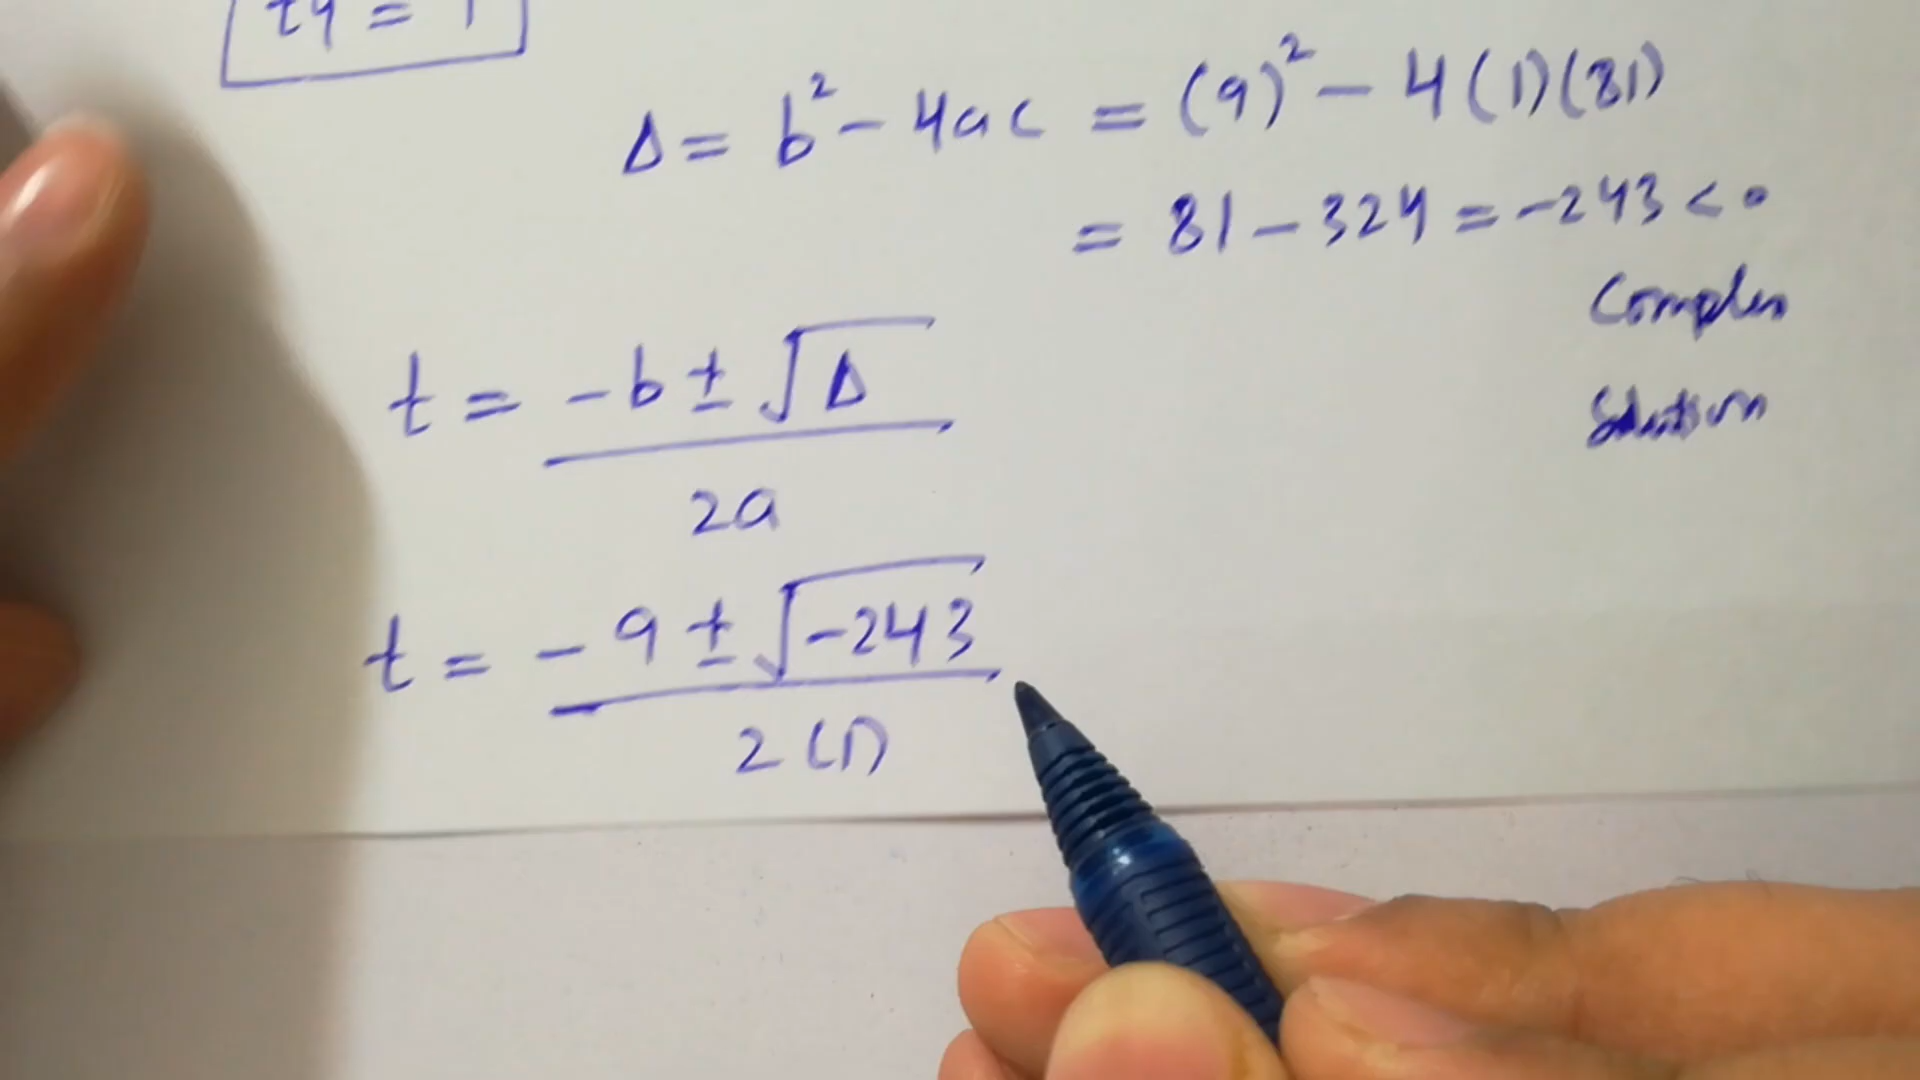 Δ = b² - 4ac = (9)² - 4(1)(81)
= 81 - 324 = -243 < 0
Complex
Solution
t = -b ± √Δ / 2a
t = -9 ± √-243 / 2(1)